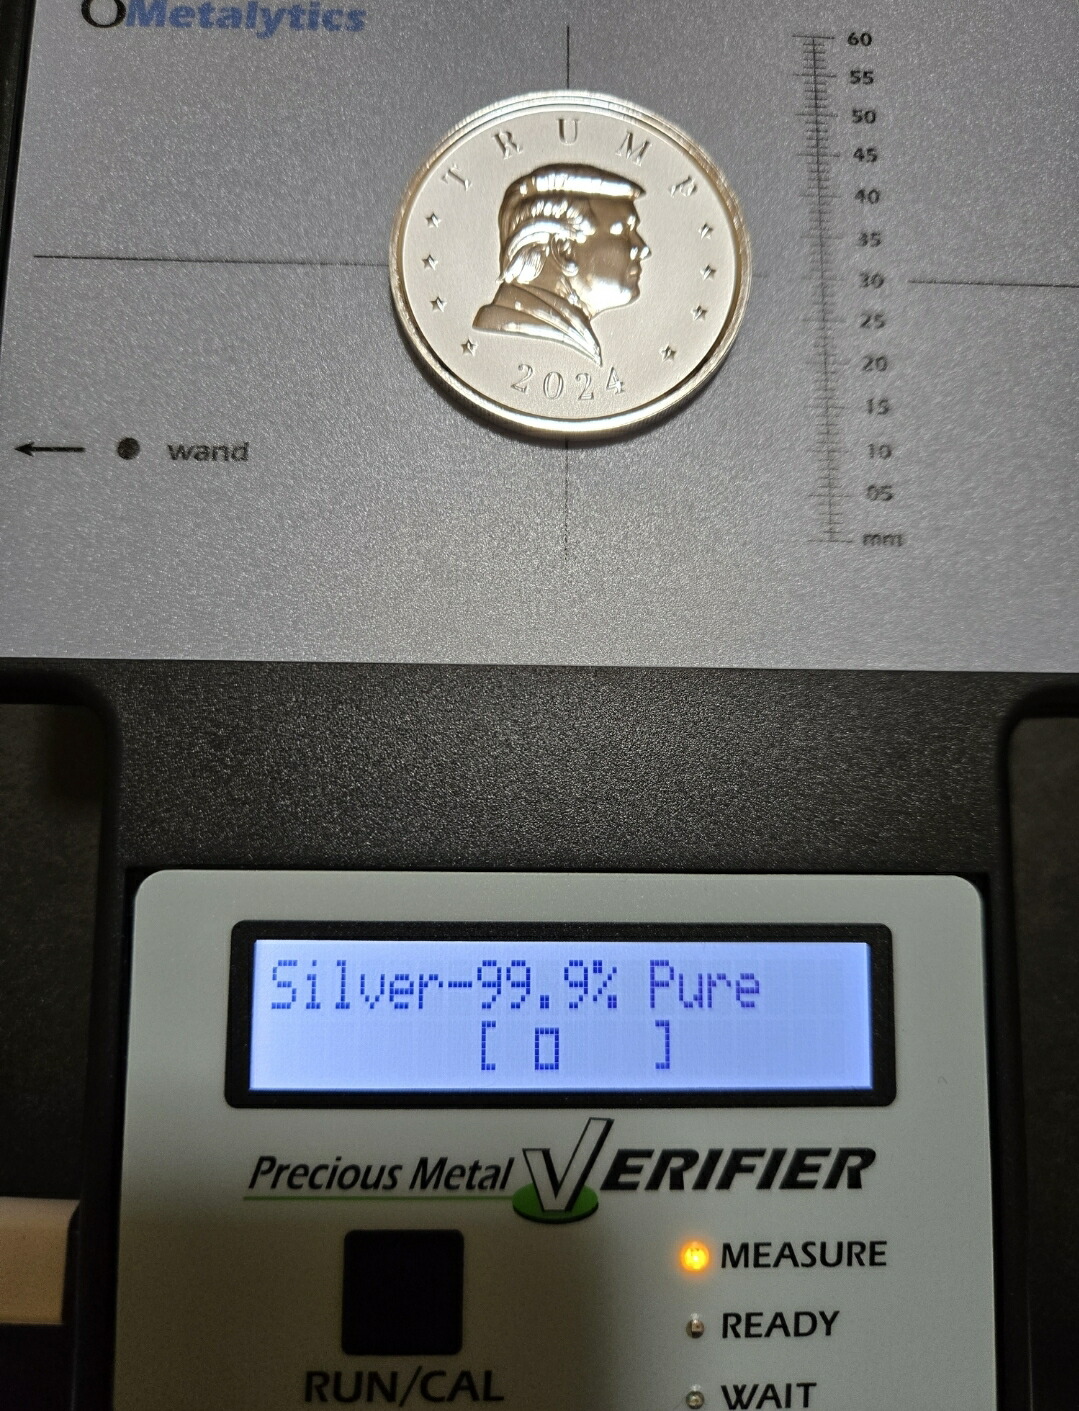 Metalytics
TRUMP
2024
60
55
50
45
40
35
30
25
20
15
10
05
mm
wand
Silver-99.9% Pure
[ ]
Precious Metal VERIFIER
MEASURE
READY
RUN/CAL
WAIT